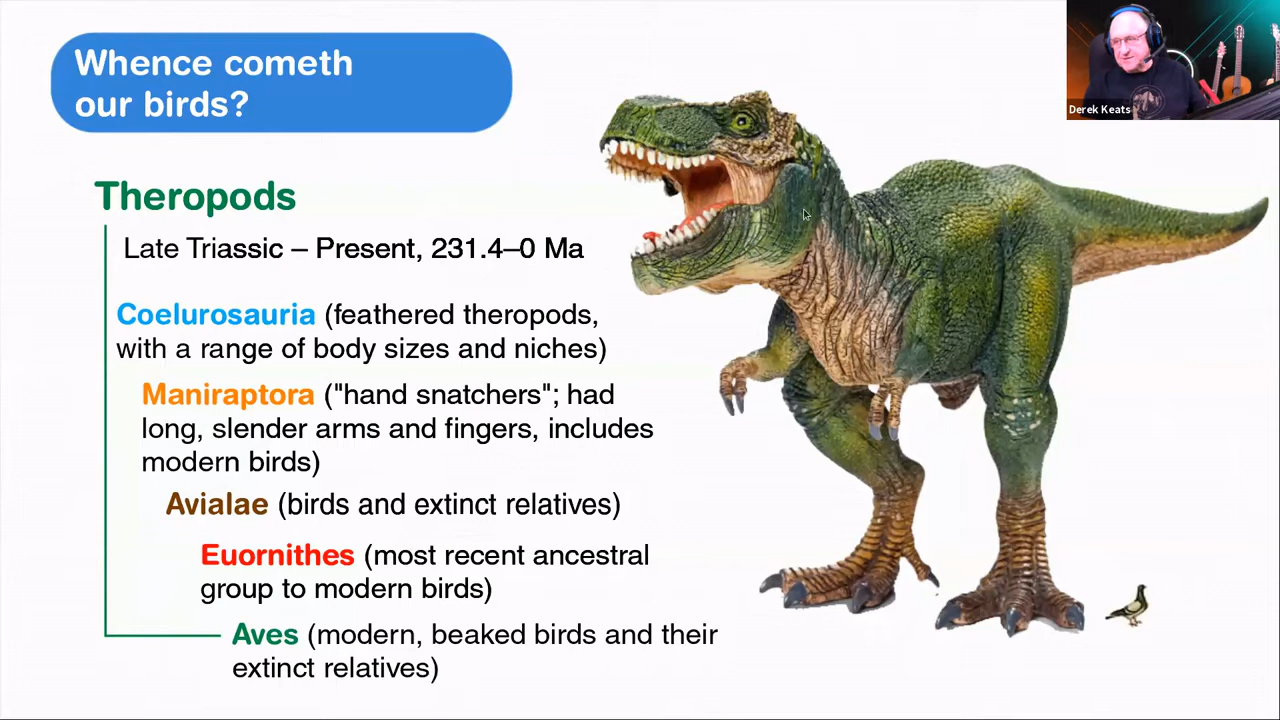 Whence cometh
our birds?
Derek Keats
Theropods
Late Triassic – Present, 231.4–0 Ma
Coelurosauria (feathered theropods,
with a range of body sizes and niches)
Maniraptora ("hand snatchers"; had
long, slender arms and fingers, includes
modern birds)
Avialae (birds and extinct relatives)
Euornithes (most recent ancestral
group to modern birds)
Aves (modern, beaked birds and their
extinct relatives)